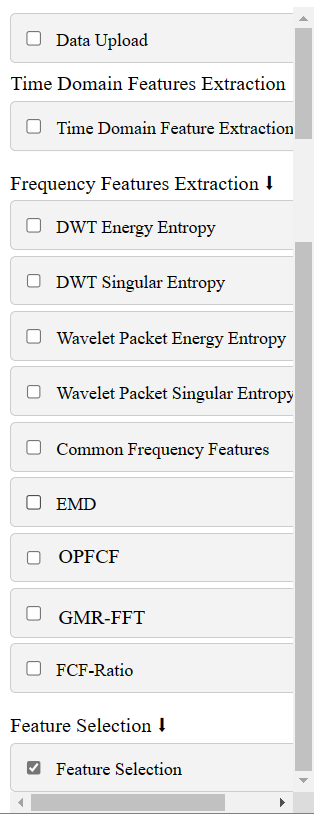 Data Upload
Time Domain Features Extraction
Time Domain Feature Extraction
Frequency Features Extraction ⬇
DWT Energy Entropy
DWT Singular Entropy
Wavelet Packet Energy Entropy
Wavelet Packet Singular Entropy
Common Frequency Features
EMD
OPFCF
GMR-FFT
FCF-Ratio
Feature Selection ⬇
Feature Selection